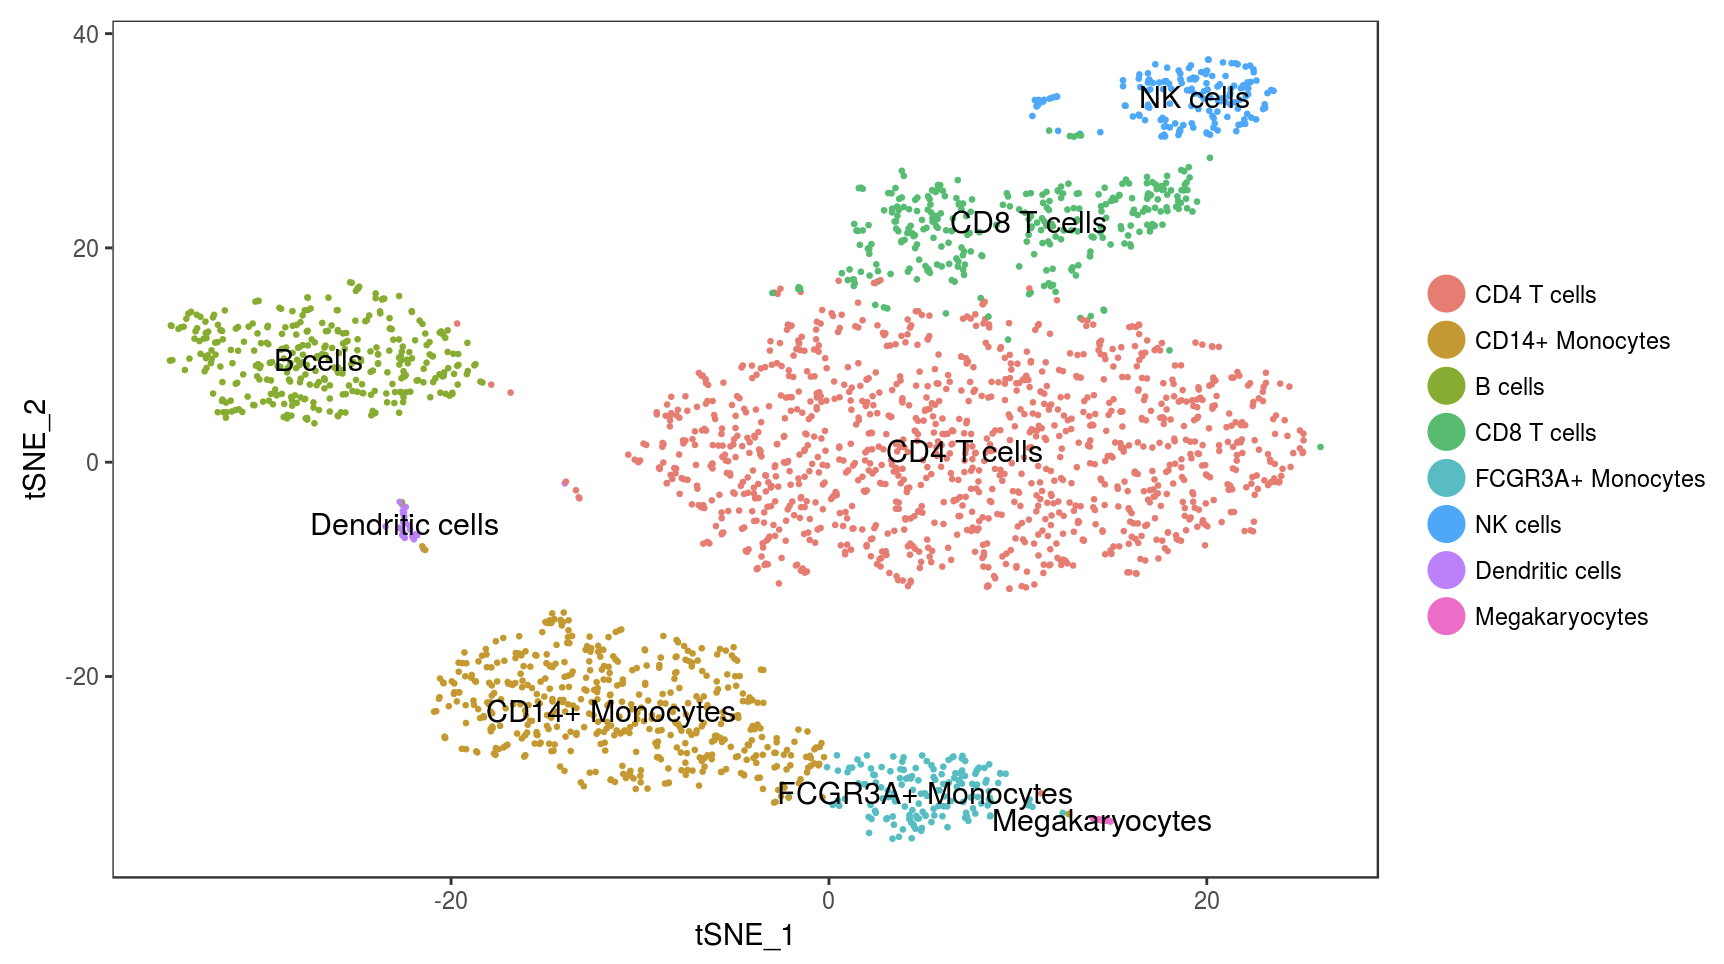 40
20
0
-20
-20
0
20
tSNE_1
tSNE_2
NK cells
CD8 T cells
B cells
CD4 T cells
Dendritic cells
CD14+ Monocytes
FCGR3A+ Monocytes
Megakaryocytes
CD4 T cells
CD14+ Monocytes
B cells
CD8 T cells
FCGR3A+ Monocytes
NK cells
Dendritic cells
Megakaryocytes